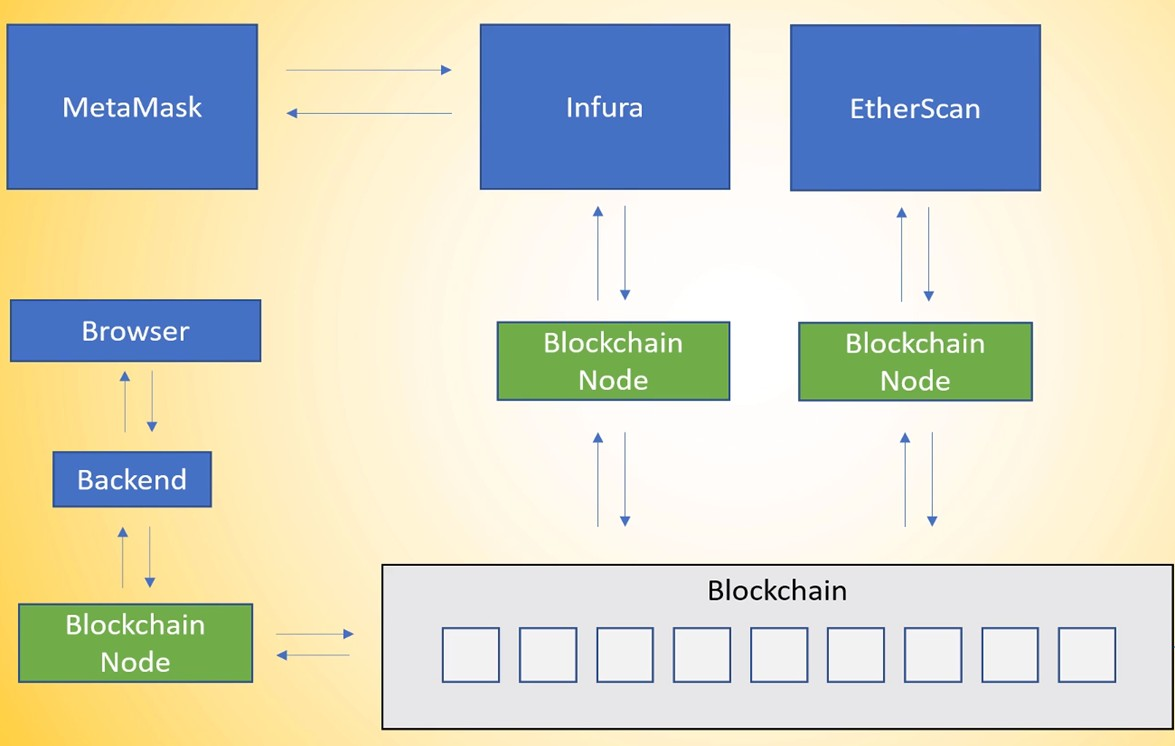 MetaMask
Infura
EtherScan
Browser
Blockchain
Node
Blockchain
Node
Backend
Blockchain
Node
Blockchain